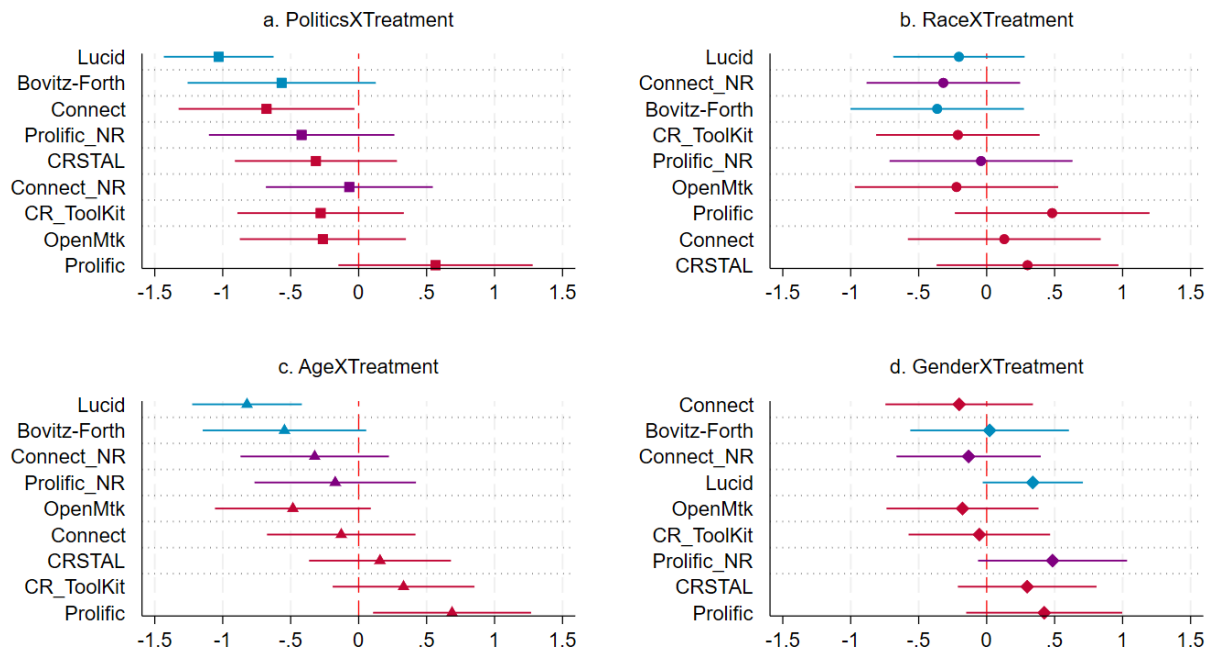 a. PoliticsXTreatment
Lucid
Bovitz-Forth
Connect
Prolific_NR
CRSTAL
Connect_NR
CR_ToolKit
OpenMtk
Prolific
-1.5 -1 -.5 0 .5 1 1.5
b. RaceXTreatment
Lucid
Connect_NR
Bovitz-Forth
CR_ToolKit
Prolific_NR
OpenMtk
Prolific
Connect
CRSTAL
-1.5 -1 -.5 0 .5 1 1.5
c. AgeXTreatment
Lucid
Bovitz-Forth
Connect_NR
Prolific_NR
OpenMtk
Connect
CRSTAL
CR_ToolKit
Prolific
-1.5 -1 -.5 0 .5 1 1.5
d. GenderXTreatment
Connect
Bovitz-Forth
Connect_NR
Lucid
OpenMtk
CR_ToolKit
Prolific_NR
CRSTAL
Prolific
-1.5 -1 -.5 0 .5 1 1.5